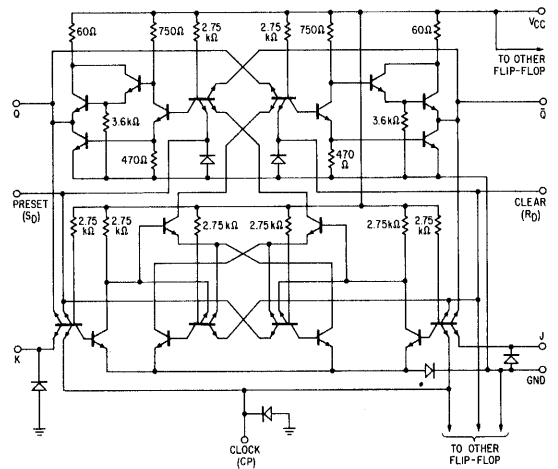 60Ω 750Ω 2.75 kΩ 2.75 kΩ 750Ω 60Ω VCC
TO OTHER FLIP-FLOP
Q Q̄
3.6kΩ 3.6kΩ
470Ω 470 Ω
PRESET (SD)
CLEAR (RD)
2.75 kΩ 2.75 kΩ 2.75kΩ 2.75kΩ 2.75 kΩ 2.75 kΩ
K J
GND
CLOCK (CP)
TO OTHER FLIP-FLOP